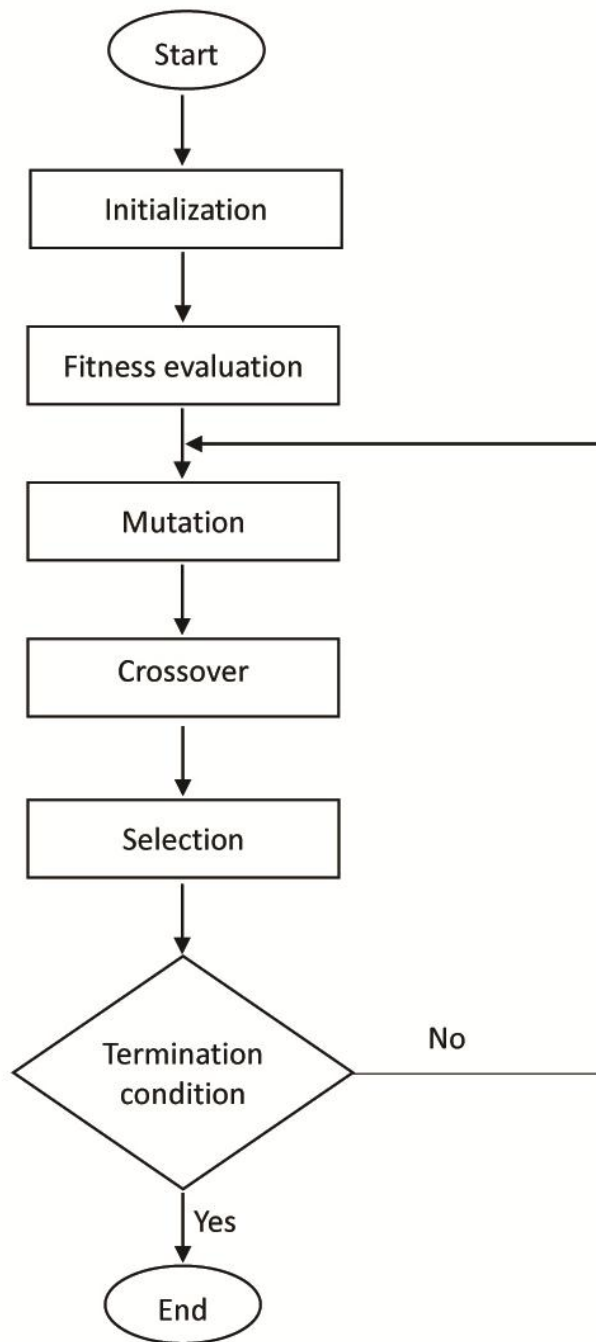 Start
Initialization
Fitness evaluation
Mutation
Crossover
Selection
Termination
condition
No
Yes
End